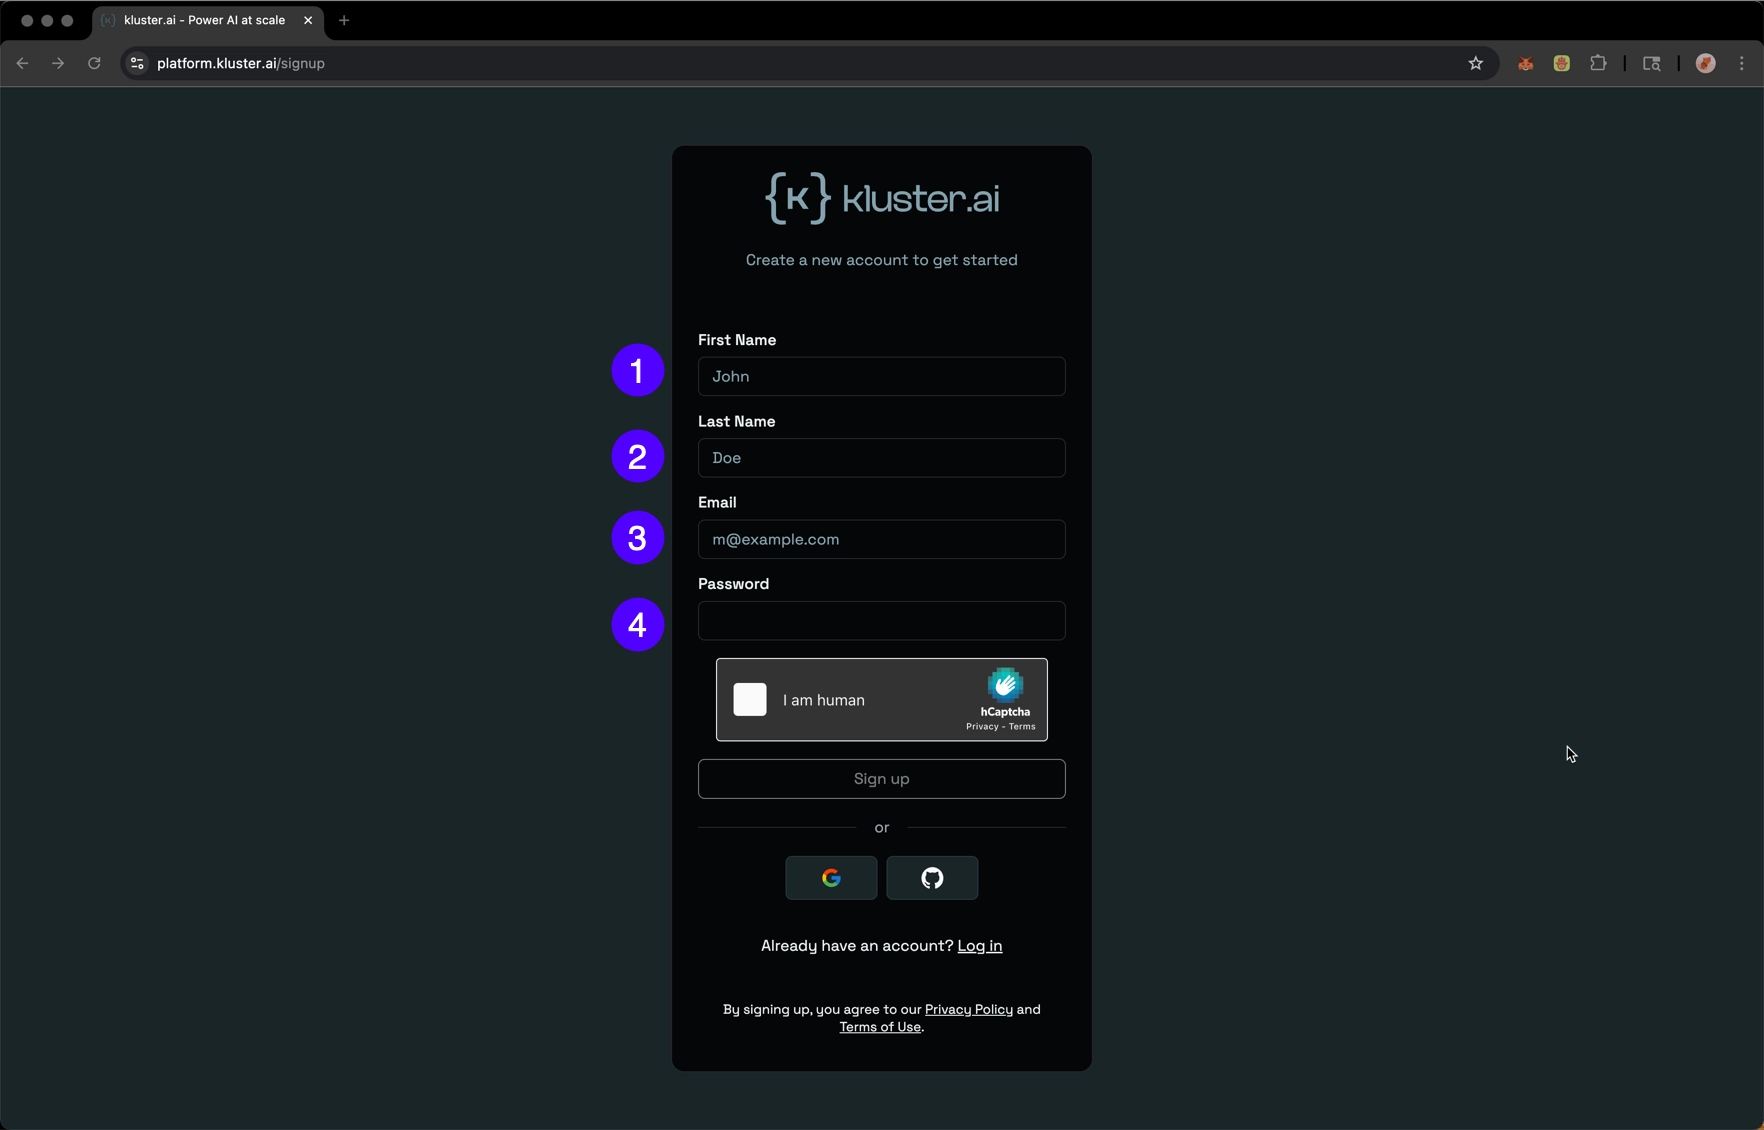 kluster.ai - Power AI at scale
platform.kluster.ai/signup
{K} kluster.ai
Create a new account to get started
First Name
1
John
Last Name
2
Doe
Email
3
m@example.com
Password
4
I am human
hCaptcha
Privacy - Terms
Sign up
or
Already have an account? Log in
By signing up, you agree to our Privacy Policy and
Terms of Use.